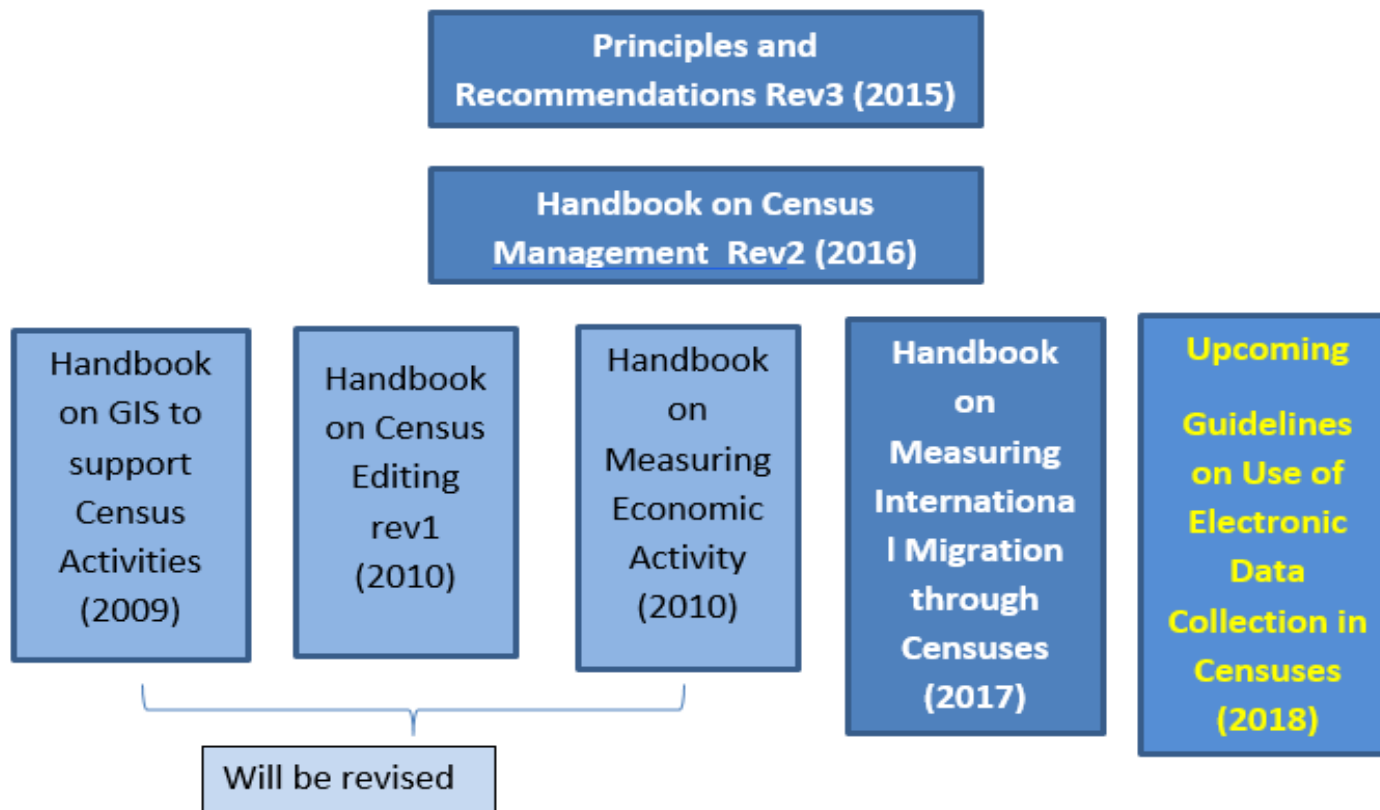 Principles and
Recommendations Rev3 (2015)
Handbook on Census
Management Rev2 (2016)
Handbook
on GIS to
support
Census
Activities
(2009)
Handbook
on Census
Editing
rev1
(2010)
Handbook
on
Measuring
Economic
Activity
(2010)
Handbook
on
Measuring
Internationa
l Migration
through
Censuses
(2017)
Upcoming
Guidelines
on Use of
Electronic
Data
Collection in
Censuses
(2018)
Will be revised